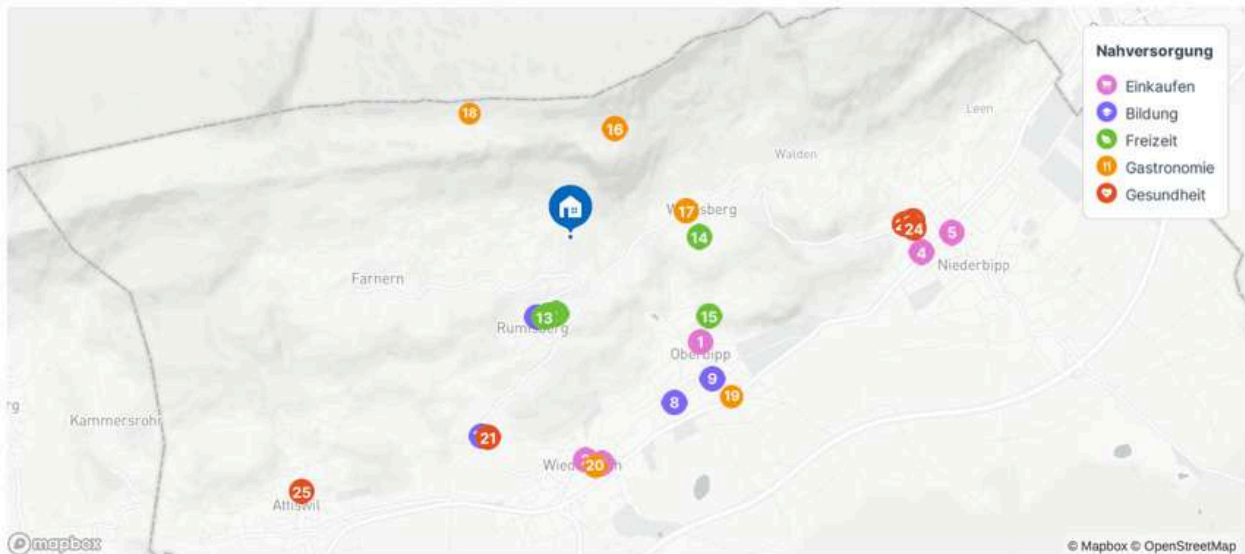 Nahversorgung
Einkaufen
Bildung
Freizeit
Gastronomie
Gesundheit
Leen
18
16
Walden
17
14
24
5
4
Niederbipp
Farnern
13
Rumisberg
15
1
Oberbipp
9
8
19
Kammersrohr
21
20
25
Attiswil
mapbox
© Mapbox © OpenStreetMap